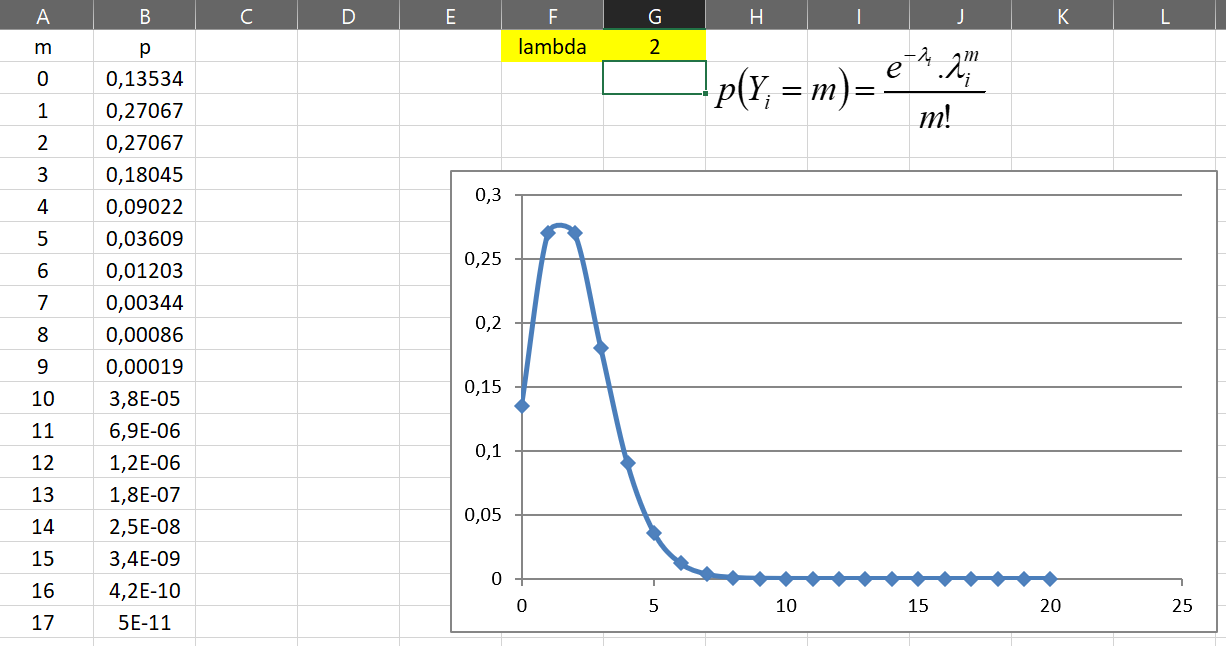 A B C D E F G H I J K L
m p lambda 2
0 0,13534
p(Yᵢ = m) = e^(−λᵢ) . λᵢ^m / m!
1 0,27067
2 0,27067
3 0,18045
4 0,09022
5 0,03609
6 0,01203
7 0,00344
8 0,00086
9 0,00019
10 3,8E-05
11 6,9E-06
12 1,2E-06
13 1,8E-07
14 2,5E-08
15 3,4E-09
16 4,2E-10
17 5E-11
0,3
0,25
0,2
0,15
0,1
0,05
0
0 5 10 15 20 25